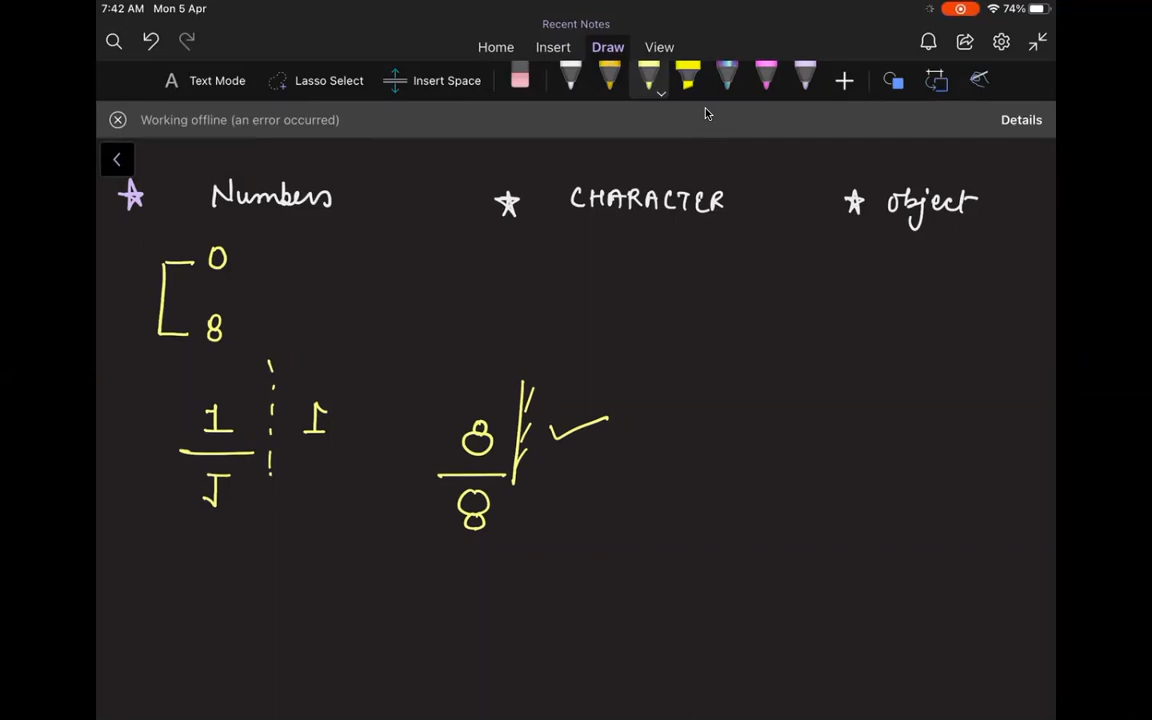 7:42 AM Mon 5 Apr
74%
Recent Notes
Home Insert Draw View
Text Mode Lasso Select Insert Space
Working offline (an error occurred) Details
Numbers CHARACTER Object
0
8
1 1
8
8